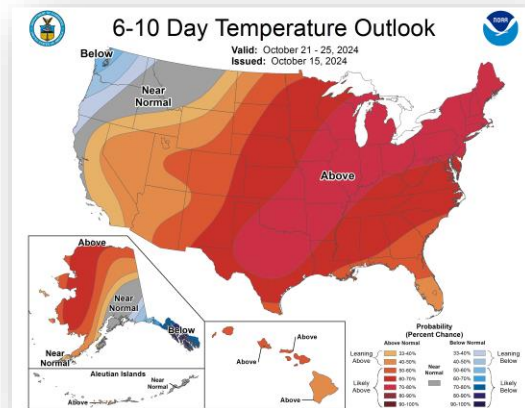 6-10 Day Temperature Outlook
Valid: October 21 - 25, 2024
Issued: October 15, 2024
NOAA
Below
Near
Normal
Above
Above
Near
Normal
Near
Normal
Below
Aleutian Islands
Near
Normal
Above
Above
Above
Above
Probability
(Percent Chance)
Above Normal
Below Normal
Leaning
Above
Likely
Above
33-40%
40-50%
50-60%
60-70%
70-80%
80-90%
90-100%
Near
Normal
33-40%
40-50%
50-60%
60-70%
70-80%
80-90%
90-100%
Leaning
Below
Likely
Below